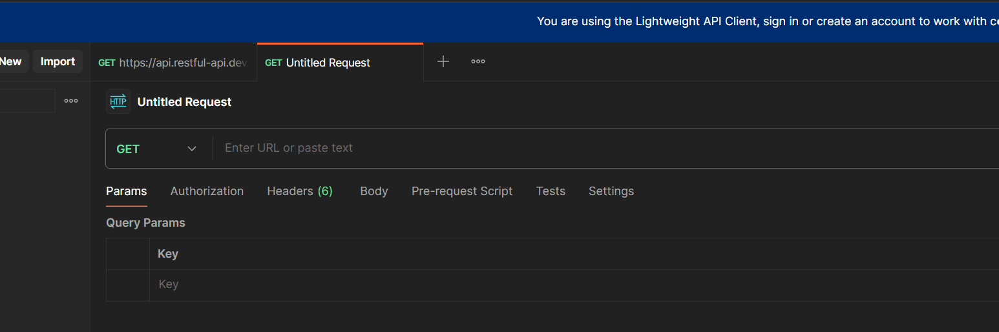 You are using the Lightweight API Client, sign in or create an account to work with
New Import GET https://api.restful-api.dev GET Untitled Request
HTTP Untitled Request
GET Enter URL or paste text
Params Authorization Headers (6) Body Pre-request Script Tests Settings
Query Params
Key
Key